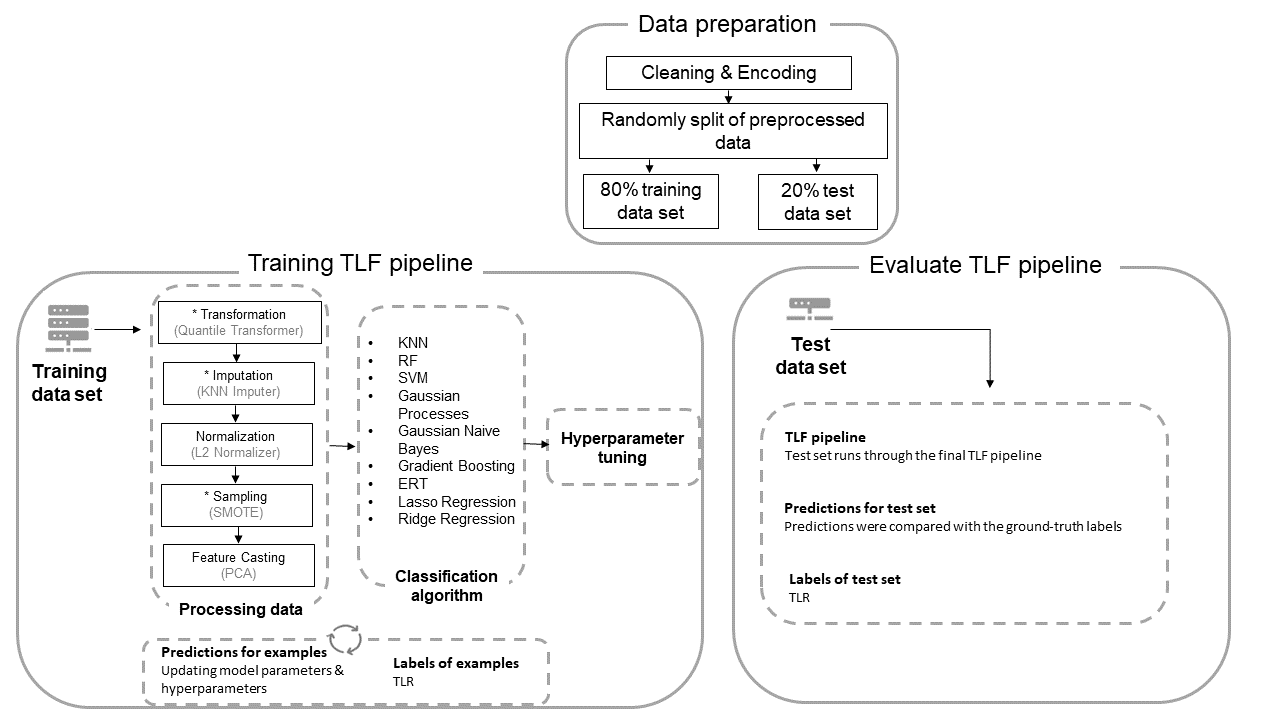 Data preparation
Cleaning & Encoding
Randomly split of preprocessed
data
80% training
data set
20% test
data set
Training TLF pipeline
Training
data set
* Transformation
(Quantile Transformer)
* Imputation
(KNN Imputer)
Normalization
(L2 Normalizer)
* Sampling
(SMOTE)
Feature Casting
(PCA)
Processing data
• KNN
• RF
• SVM
• Gaussian
Processes
• Gaussian Naive
Bayes
• Gradient Boosting
• ERT
• Lasso Regression
• Ridge Regression
Classification
algorithm
Hyperparameter
tuning
Predictions for examples
Updating model parameters &
hyperparameters
Labels of examples
TLR
Evaluate TLF pipeline
Test
data set
TLF pipeline
Test set runs through the final TLF pipeline
Predictions for test set
Predictions were compared with the ground-truth labels
Labels of test set
TLR